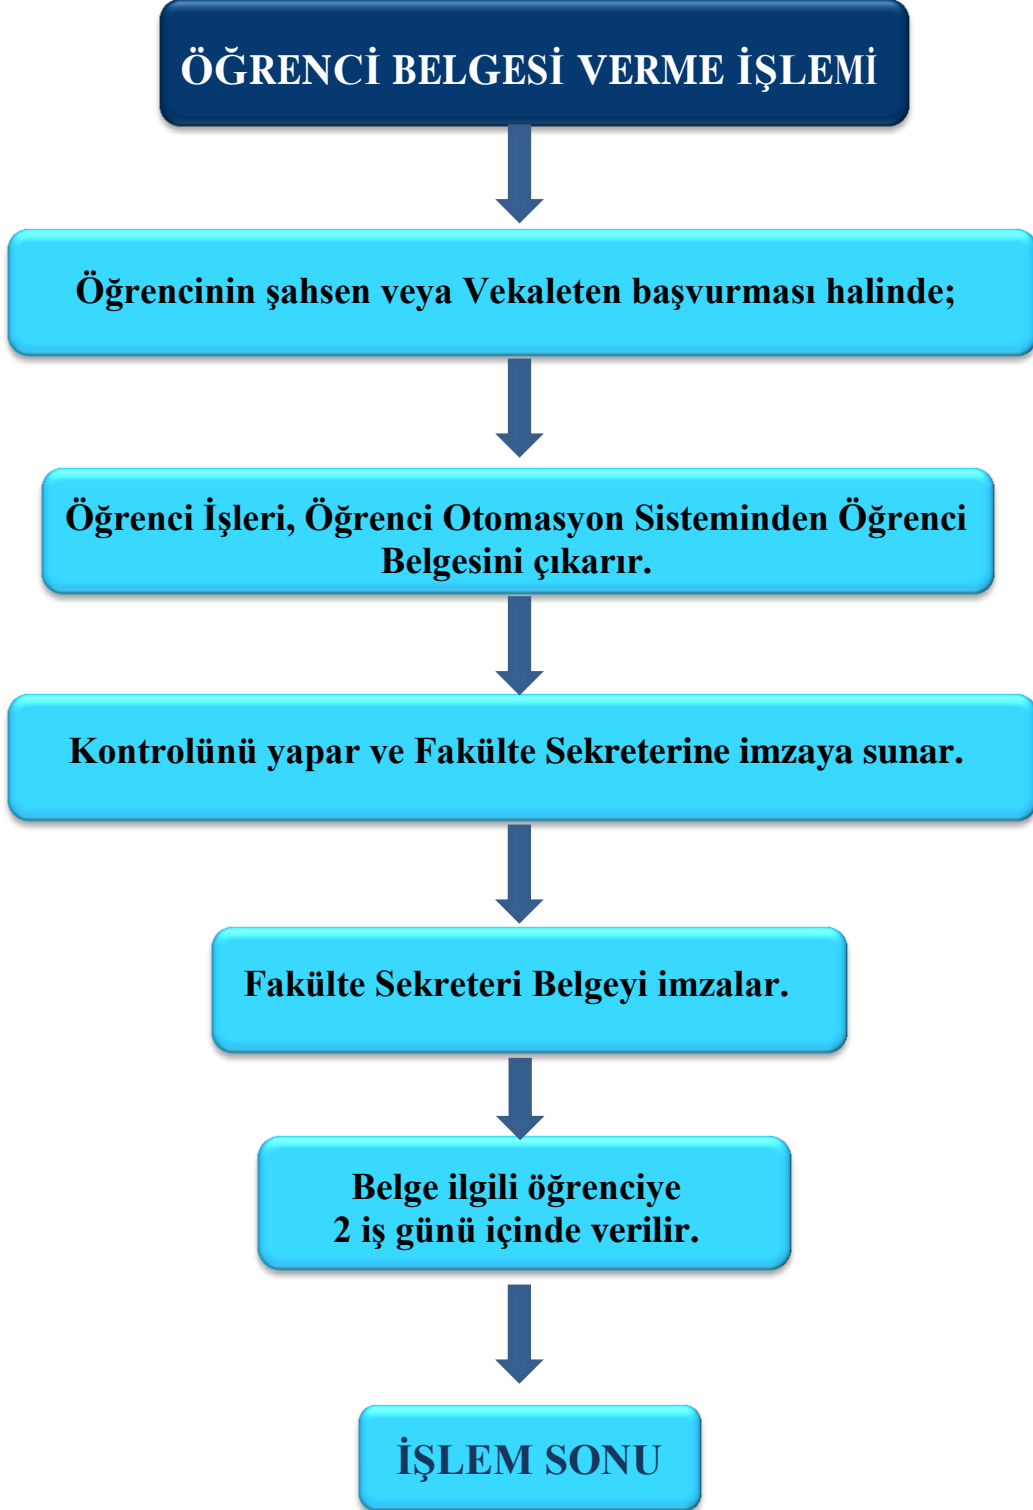 ÖĞRENCİ BELGESİ VERME İŞLEMİ
Öğrencinin şahsen veya Vekaleten başvurması halinde;
Öğrenci İşleri, Öğrenci Otomasyon Sisteminden Öğrenci
Belgesini çıkarır.
Kontrolünü yapar ve Fakülte Sekreterine imzaya sunar.
Fakülte Sekreteri Belgeyi imzalar.
Belge ilgili öğrenciye
2 iş günü içinde verilir.
İŞLEM SONU